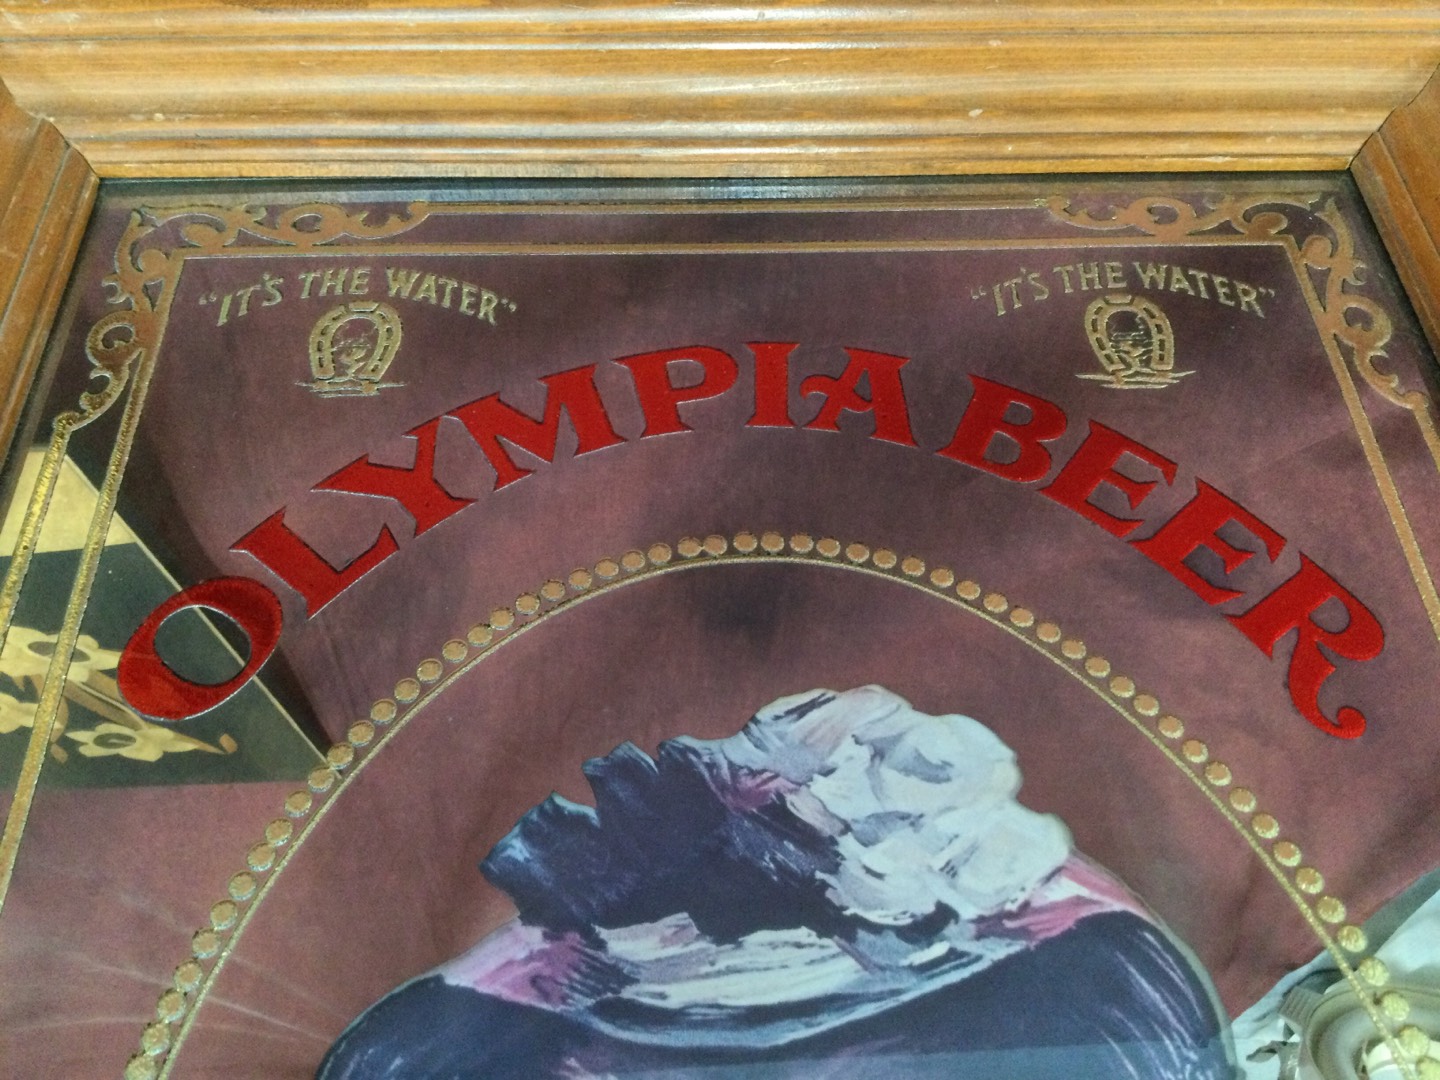 "IT'S THE WATER"
"IT'S THE WATER"
OLYMPIA BEER